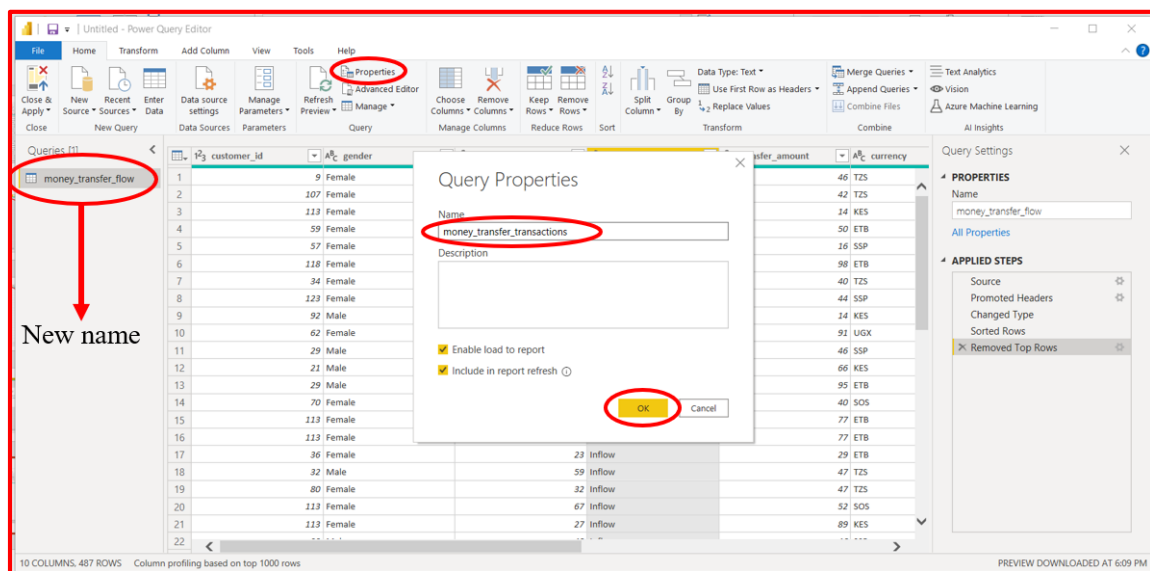 Untitled - Power Query Editor
File Home Transform Add Column View Tools Help
Close & Apply
New Source
Recent Sources
Enter Data
Data source settings
Manage Parameters
Refresh Preview
Properties
Advanced Editor
Manage
Choose Columns
Remove Columns
Keep Rows
Remove Rows
Split Column
Group By
Data Type: Text
Use First Row as Headers
Replace Values
Merge Queries
Append Queries
Combine Files
Text Analytics
Vision
Azure Machine Learning
Close New Query Data Sources Parameters Query Manage Columns Reduce Rows Sort Transform Combine AI Insights
Queries [1]
money_transfer_flow
New name
customer_id gender sfer_amount currency
1 9 Female 46 TZS
2 107 Female 42 TZS
3 113 Female 14 KES
4 59 Female 50 ETB
5 57 Female 16 SSP
6 118 Female 98 ETB
7 34 Female 40 TZS
8 123 Female 44 SSP
9 92 Male 14 KES
10 62 Female 91 UGX
11 29 Male 46 SSP
12 21 Male 66 KES
13 29 Male 95 ETB
14 70 Female 40 SOS
15 113 Female 77 ETB
16 113 Female 77 ETB
17 36 Female 23 Inflow 29 ETB
18 32 Male 59 Inflow 47 TZS
19 80 Female 32 Inflow 47 TZS
20 113 Female 67 Inflow 52 SOS
21 113 Female 27 Inflow 89 KES
22
Query Properties
Name
money_transfer_transactions
Description
Enable load to report
Include in report refresh
OK Cancel
Query Settings
PROPERTIES
Name
money_transfer_flow
All Properties
APPLIED STEPS
Source
Promoted Headers
Changed Type
Sorted Rows
Removed Top Rows
10 COLUMNS, 487 ROWS Column profiling based on top 1000 rows PREVIEW DOWNLOADED AT 6:09 PM